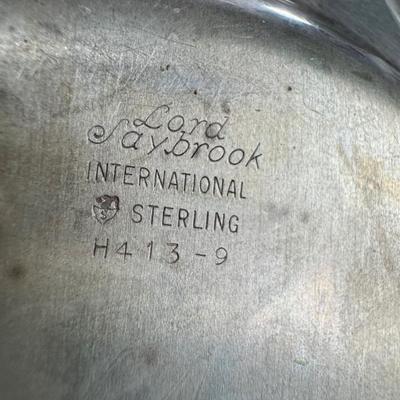 Lord
Saybrook
INTERNATIONAL
STERLING
H413-9